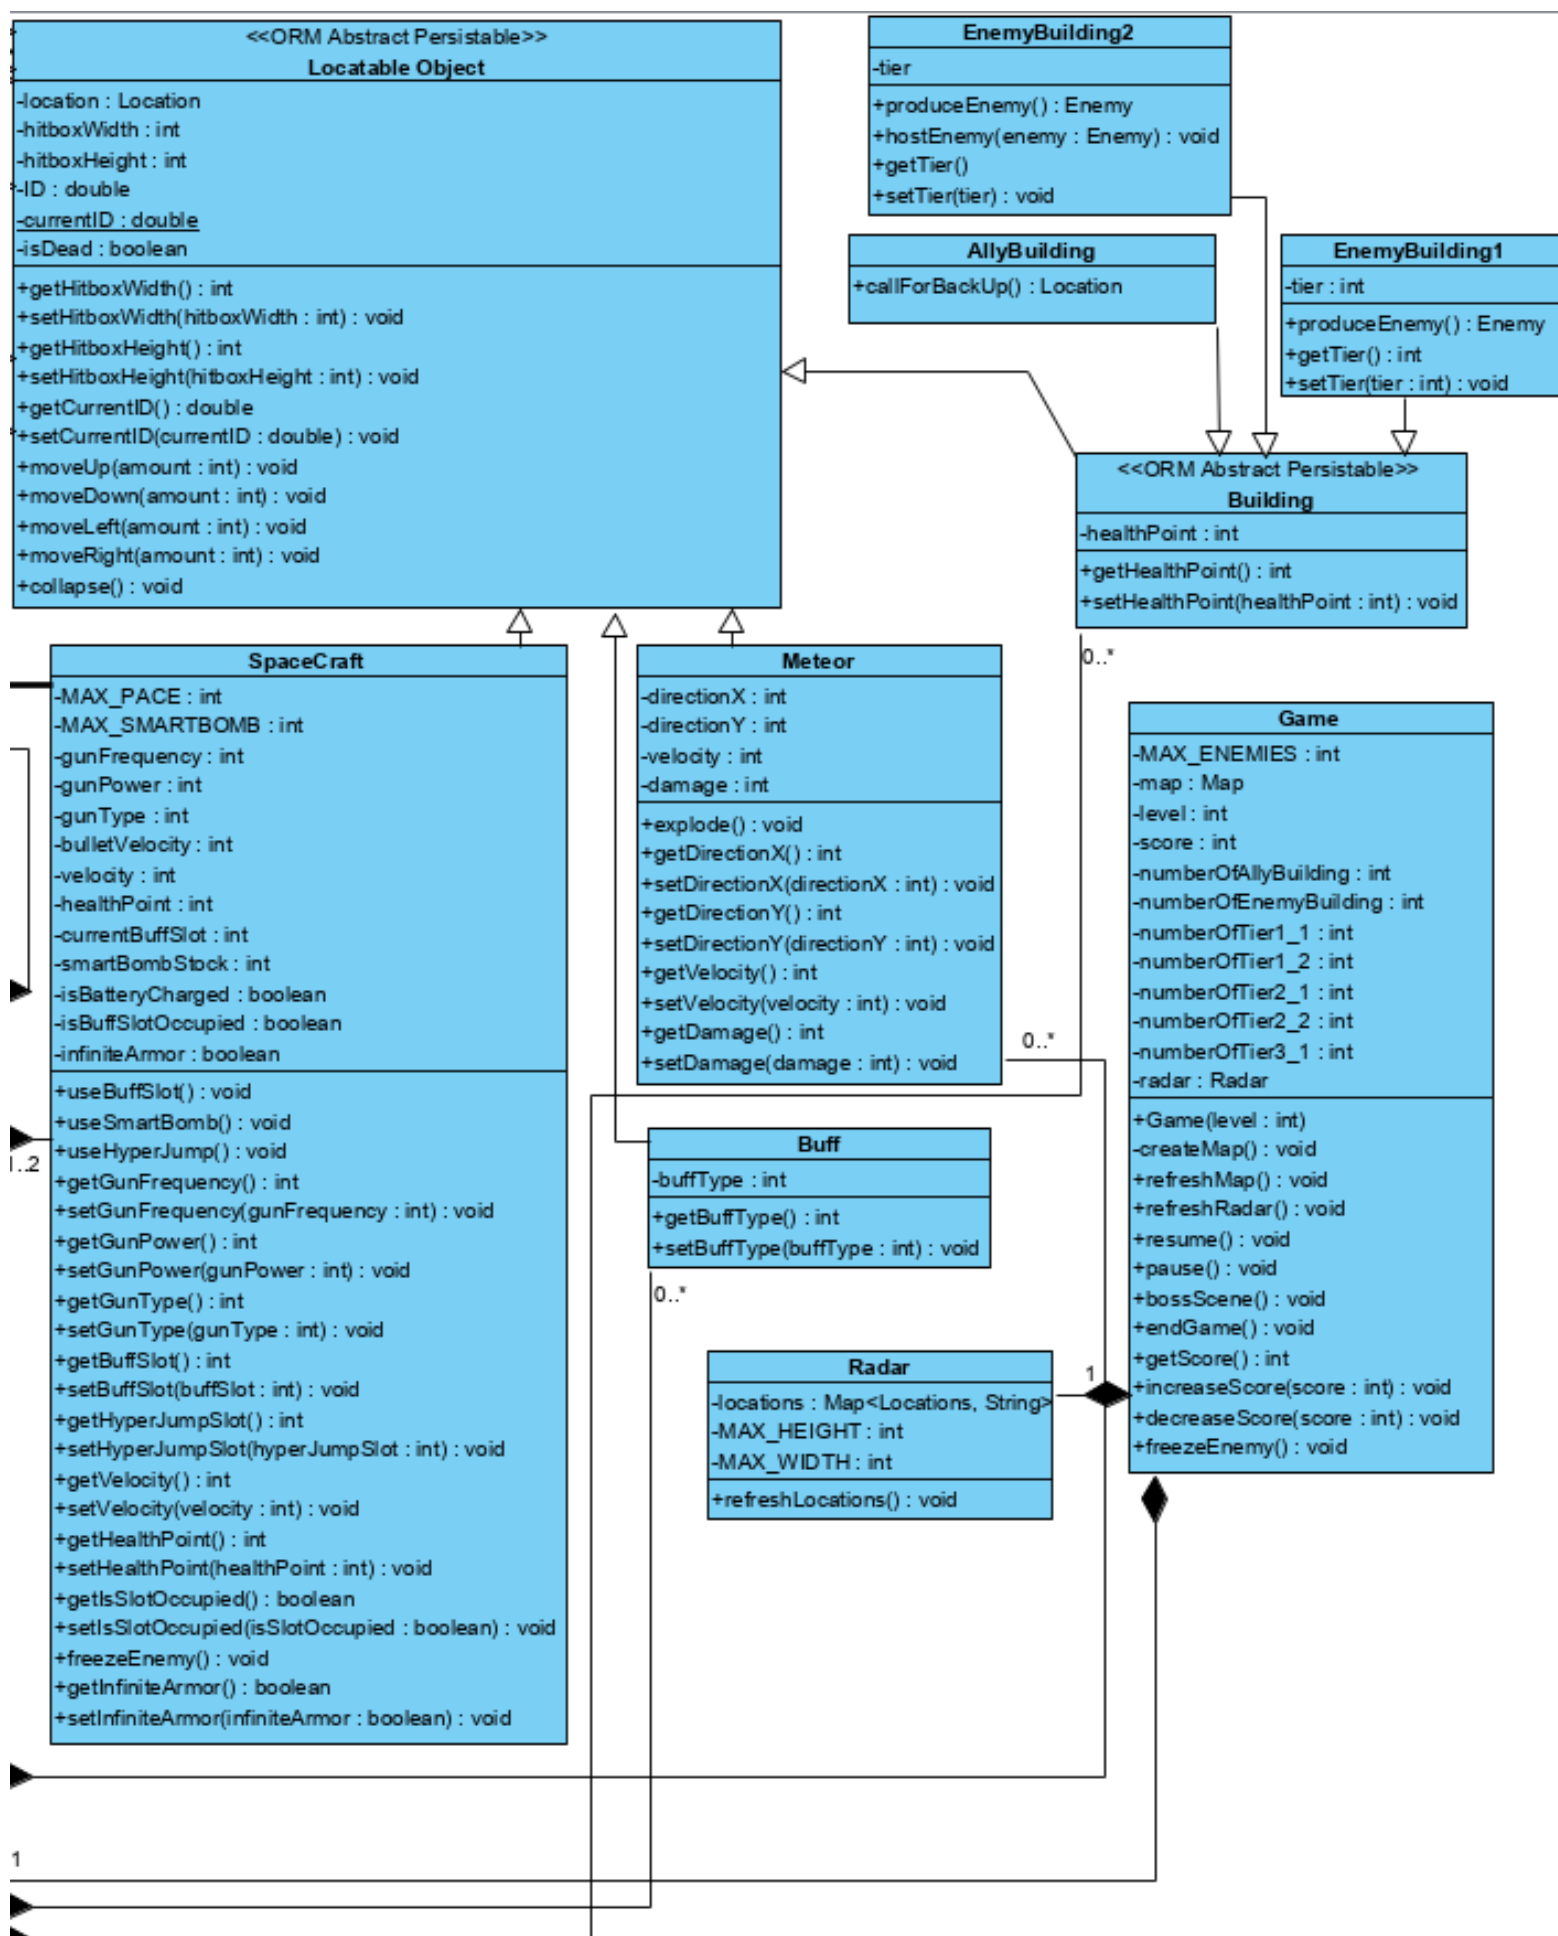 <<ORM Abstract Persistable>>
Locatable Object
-location : Location
-hitboxWidth : int
-hitboxHeight : int
-ID : double
-currentID : double
-isDead : boolean
+getHitboxWidth() : int
+setHitboxWidth(hitboxWidth : int) : void
+getHitboxHeight() : int
+setHitboxHeight(hitboxHeight : int) : void
+getCurrentID() : double
+setCurrentID(currentID : double) : void
+moveUp(amount : int) : void
+moveDown(amount : int) : void
+moveLeft(amount : int) : void
+moveRight(amount : int) : void
+collapse() : void
EnemyBuilding2
-tier
+produceEnemy() : Enemy
+hostEnemy(enemy : Enemy) : void
+getTier()
+setTier(tier) : void
AllyBuilding
+callForBackUp() : Location
EnemyBuilding1
-tier : int
+produceEnemy() : Enemy
+getTier() : int
+setTier(tier : int) : void
<<ORM Abstract Persistable>>
Building
-healthPoint : int
+getHealthPoint() : int
+setHealthPoint(healthPoint : int) : void
0..*
SpaceCraft
-MAX_PACE : int
-MAX_SMARTBOMB : int
-gunFrequency : int
-gunPower : int
-gunType : int
-bulletVelocity : int
-velocity : int
-healthPoint : int
-currentBuffSlot : int
-smartBombStock : int
-isBatteryCharged : boolean
-isBuffSlotOccupied : boolean
-infiniteArmor : boolean
+useBuffSlot() : void
+useSmartBomb() : void
+useHyperJump() : void
+getGunFrequency() : int
+setGunFrequency(gunFrequency : int) : void
+getGunPower() : int
+setGunPower(gunPower : int) : void
+getGunType() : int
+setGunType(gunType : int) : void
+getBuffSlot() : int
+setBuffSlot(buffSlot : int) : void
+getHyperJumpSlot() : int
+setHyperJumpSlot(hyperJumpSlot : int) : void
+getVelocity() : int
+setVelocity(velocity : int) : void
+getHealthPoint() : int
+setHealthPoint(healthPoint : int) : void
+getIsSlotOccupied() : boolean
+setIsSlotOccupied(isSlotOccupied : boolean) : void
+freezeEnemy() : void
+getInfiniteArmor() : boolean
+setInfiniteArmor(infiniteArmor : boolean) : void
1..2
Meteor
-directionX : int
-directionY : int
-velocity : int
-damage : int
+explode() : void
+getDirectionX() : int
+setDirectionX(directionX : int) : void
+getDirectionY() : int
+setDirectionY(directionY : int) : void
+getVelocity() : int
+setVelocity(velocity : int) : void
+getDamage() : int
+setDamage(damage : int) : void
0..*
Buff
-buffType : int
+getBuffType() : int
+setBuffType(buffType : int) : void
0..*
Radar
-locations : Map<Locations, String>
-MAX_HEIGHT : int
-MAX_WIDTH : int
+refreshLocations() : void
1
Game
-MAX_ENEMIES : int
-map : Map
-level : int
-score : int
-numberOfAllyBuilding : int
-numberOfEnemyBuilding : int
-numberOfTier1_1 : int
-numberOfTier1_2 : int
-numberOfTier2_1 : int
-numberOfTier2_2 : int
-numberOfTier3_1 : int
-radar : Radar
+Game(level : int)
-createMap() : void
+refreshMap() : void
+refreshRadar() : void
+resume() : void
+pause() : void
+bossScene() : void
+endGame() : void
+getScore() : int
+increaseScore(score : int) : void
+decreaseScore(score : int) : void
+freezeEnemy() : void
1